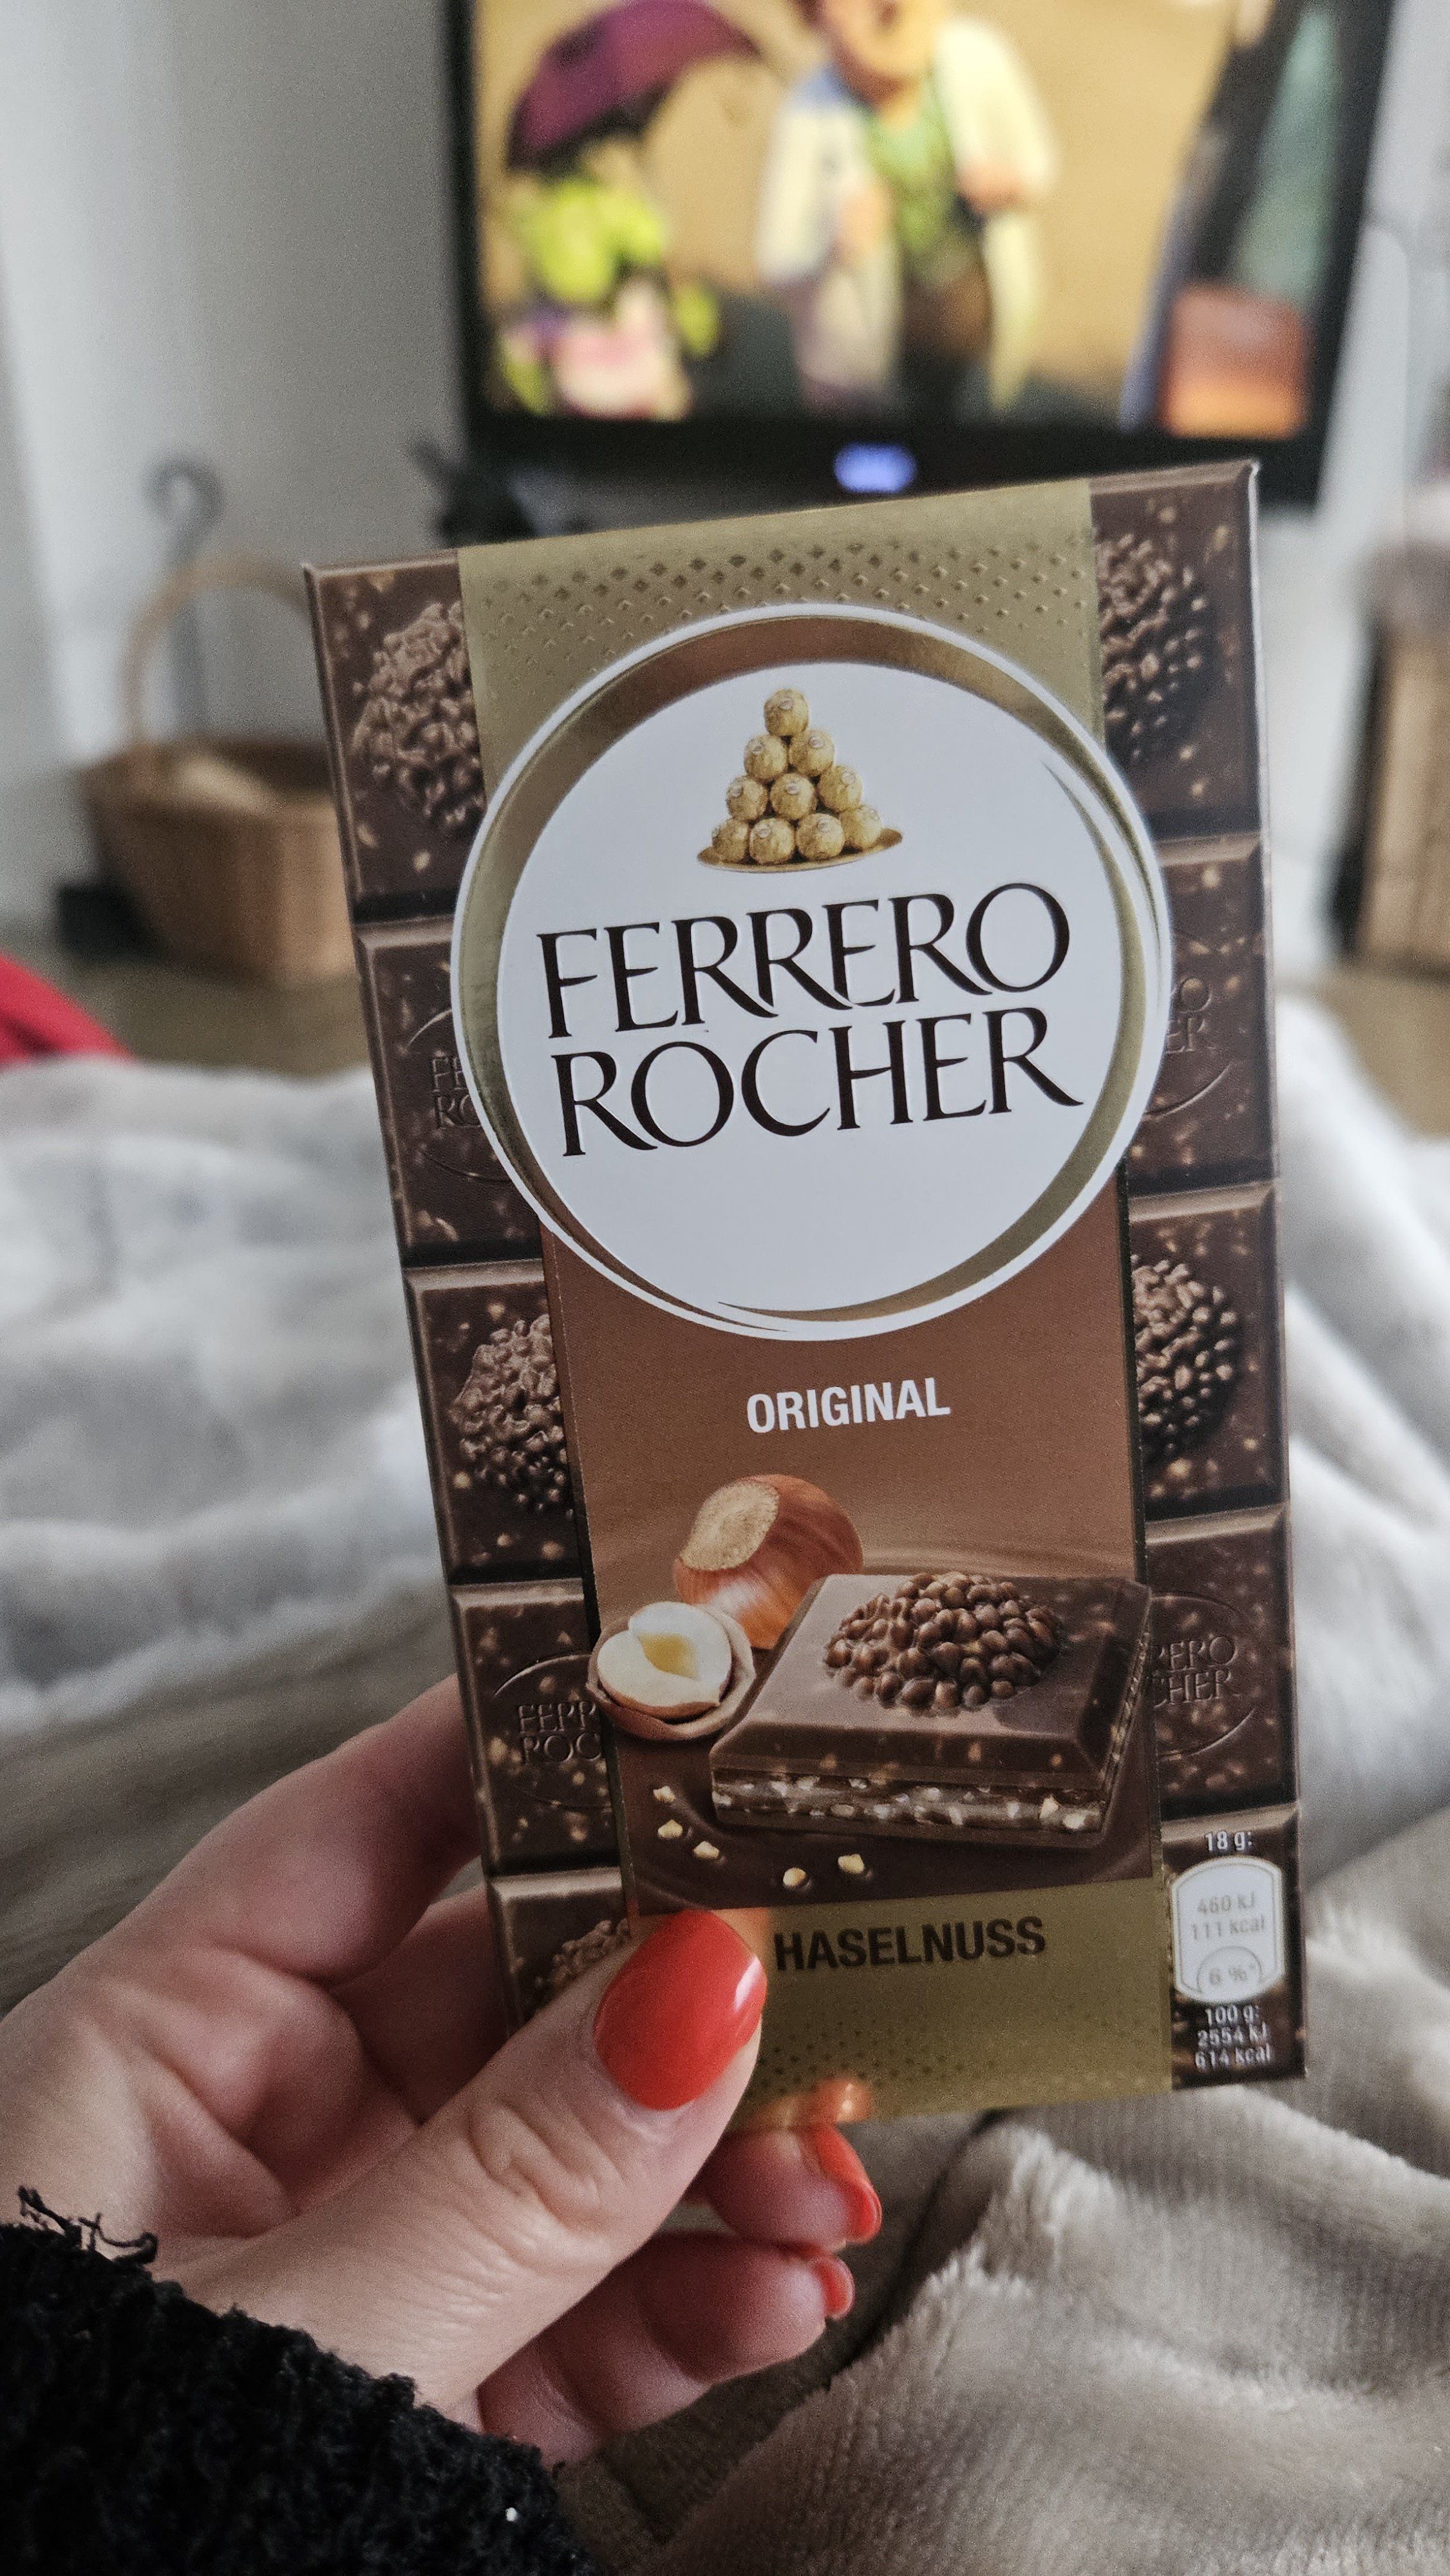 FERRERO
ROCHER
ORIGINAL
HASELNUSS
18 g:
460 kJ
111 kcal
6 %*
100 g:
2554 kJ
614 kcal